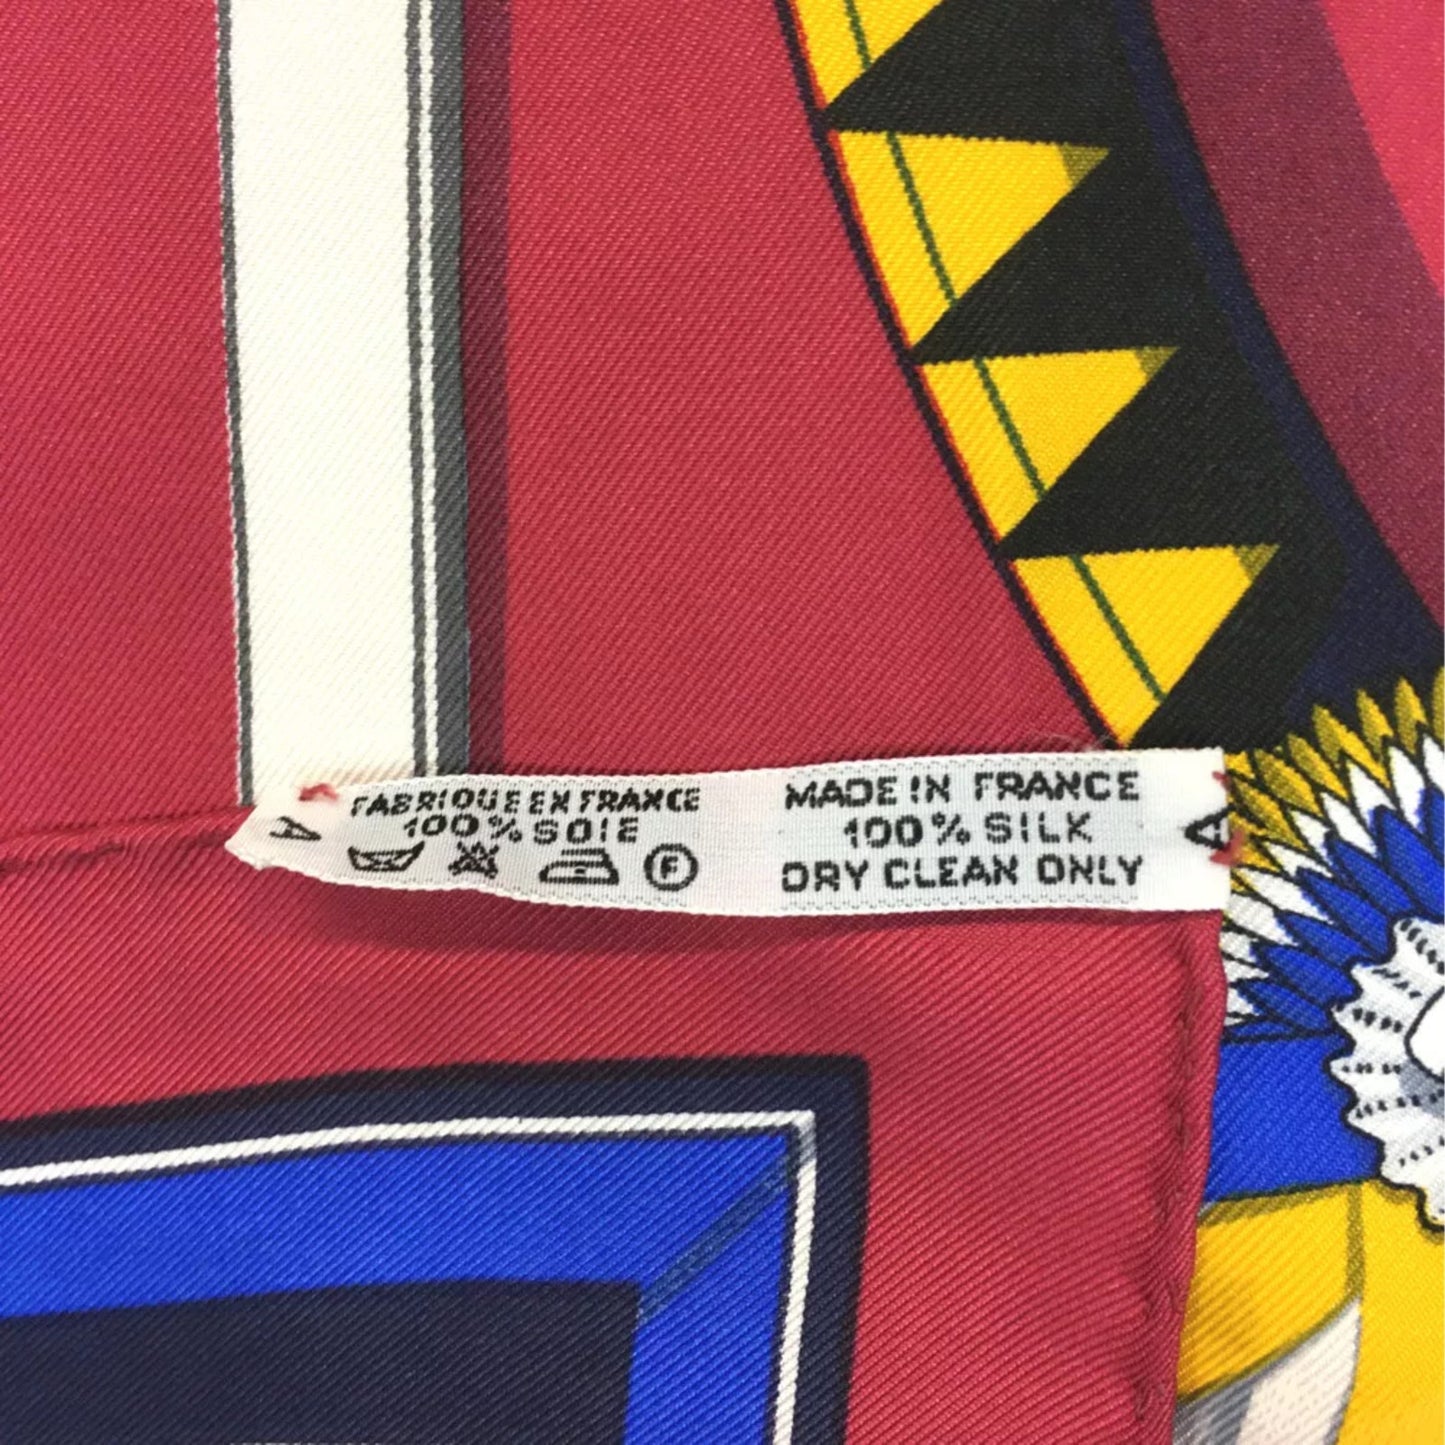 FABRIQUE EN FRANCE
100% SOIE
F
A
MADE IN FRANCE
100% SILK
DRY CLEAN ONLY
A